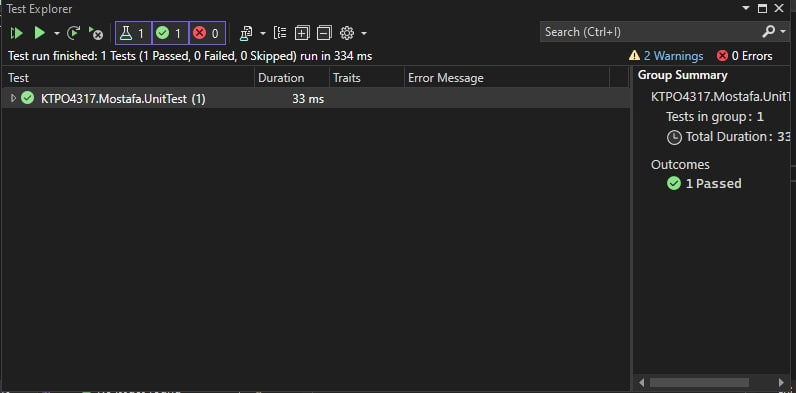 Test Explorer
1 1 0
Search (Ctrl+I)
Test run finished: 1 Tests (1 Passed, 0 Failed, 0 Skipped) run in 334 ms
2 Warnings 0 Errors
Test Duration Traits Error Message
KTPO4317.Mostafa.UnitTest (1) 33 ms
Group Summary
KTPO4317.Mostafa.UnitT
Tests in group: 1
Total Duration: 33
Outcomes
1 Passed